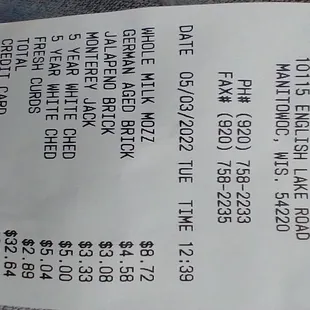 10115 ENGLISH LAKE ROAD
MANITOWOC, WIS. 54220
PH# (920) 758-2233
FAX# (920) 758-2235
DATE 05/03/2022 TUE TIME 12:39
WHOLE MILK MOZZ $8.72
GERMAN AGED BRICK $4.58
JALAPENO BRICK $3.08
MONTEREY JACK $3.33
5 YEAR WHITE CHED $5.00
5 YEAR WHITE CHED $5.04
FRESH CURDS $2.89
TOTAL $32.64
CREDIT CARD